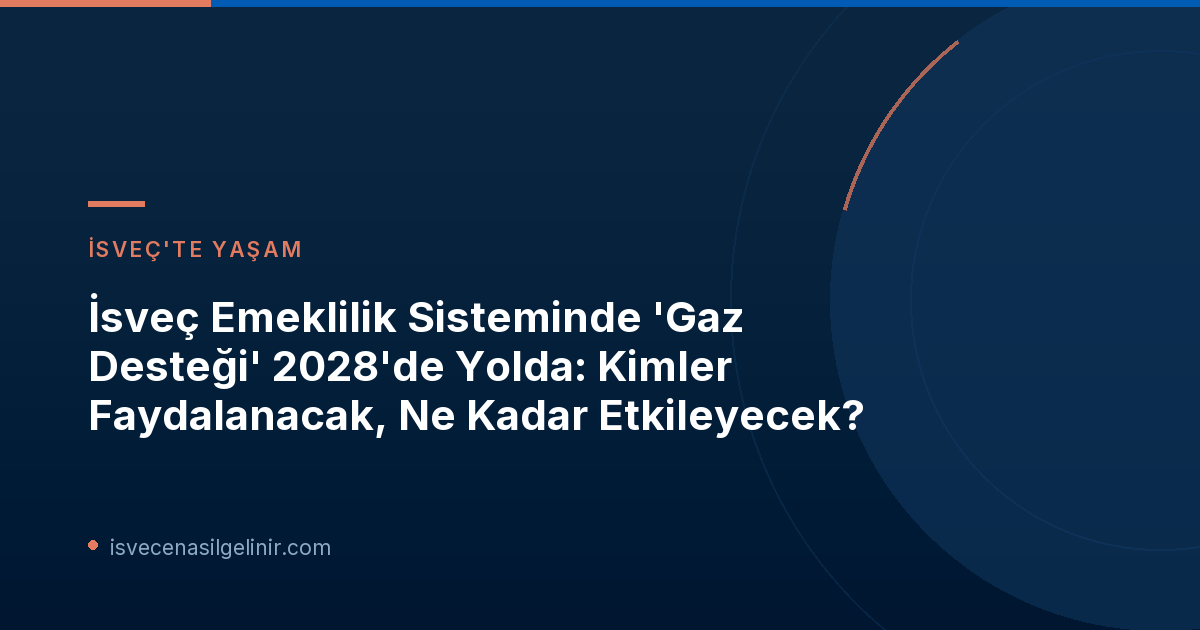 İSVEÇ'TE YAŞAM
İsveç Emeklilik Sisteminde 'Gaz
Desteği' 2028'de Yolda: Kimler
Faydalanacak, Ne Kadar Etkileyecek?
isvecenasilgelinir.com